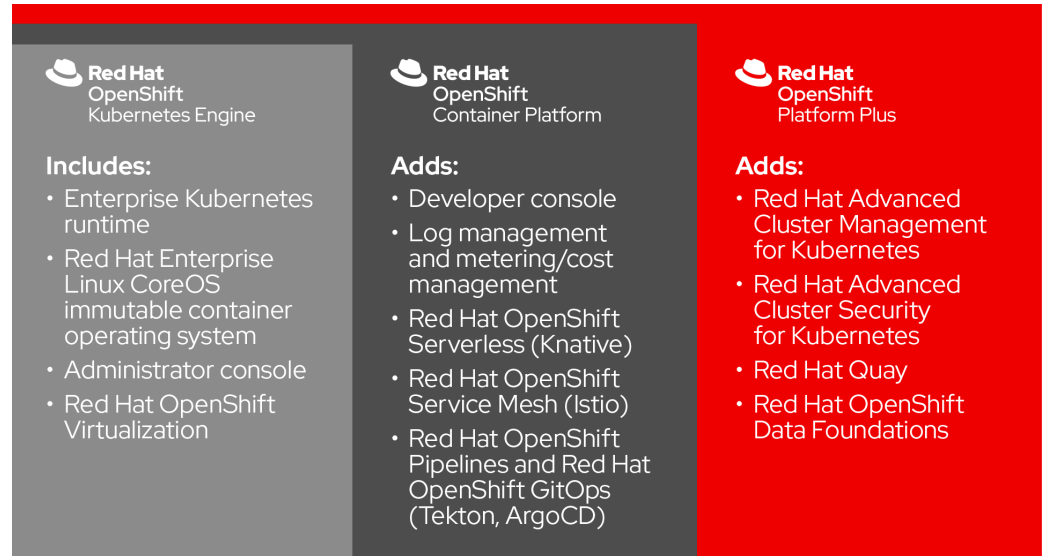 Red Hat
OpenShift
Kubernetes Engine
Includes:
• Enterprise Kubernetes
runtime
• Red Hat Enterprise
Linux CoreOS
immutable container
operating system
• Administrator console
• Red Hat OpenShift
Virtualization
Red Hat
OpenShift
Container Platform
Adds:
• Developer console
• Log management
and metering/cost
management
• Red Hat OpenShift
Serverless (Knative)
• Red Hat OpenShift
Service Mesh (Istio)
• Red Hat OpenShift
Pipelines and Red Hat
OpenShift GitOps
(Tekton, ArgoCD)
Red Hat
OpenShift
Platform Plus
Adds:
• Red Hat Advanced
Cluster Management
for Kubernetes
• Red Hat Advanced
Cluster Security
for Kubernetes
• Red Hat Quay
• Red Hat OpenShift
Data Foundations